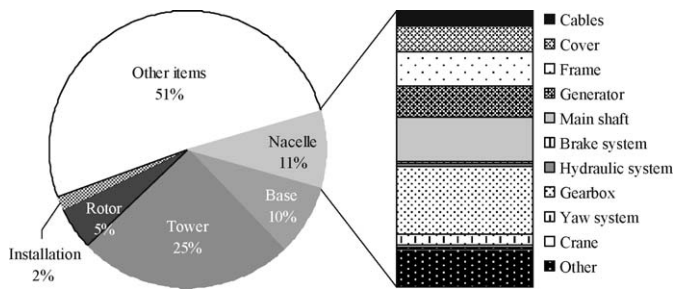 Other items
51%
Nacelle
11%
Base
10%
Tower
25%
Rotor
5%
Installation
2%
Cables
Cover
Frame
Generator
Main shaft
Brake system
Hydraulic system
Gearbox
Yaw system
Crane
Other